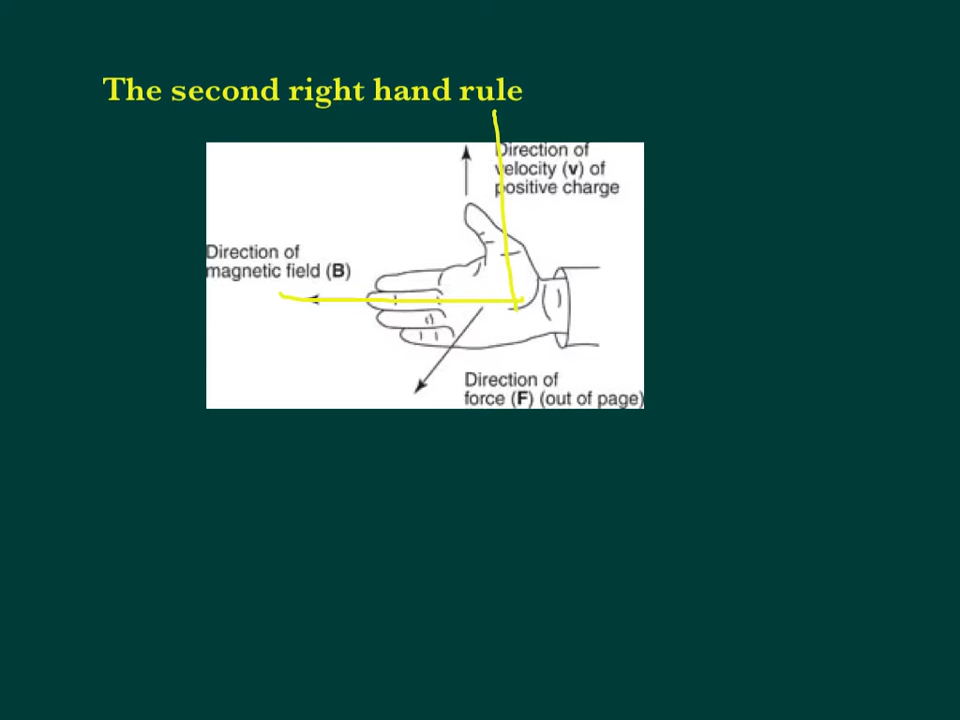 The second right hand rule
Direction of
velocity (v) of
positive charge
Direction of
magnetic field (B)
Direction of
force (F) (out of page)